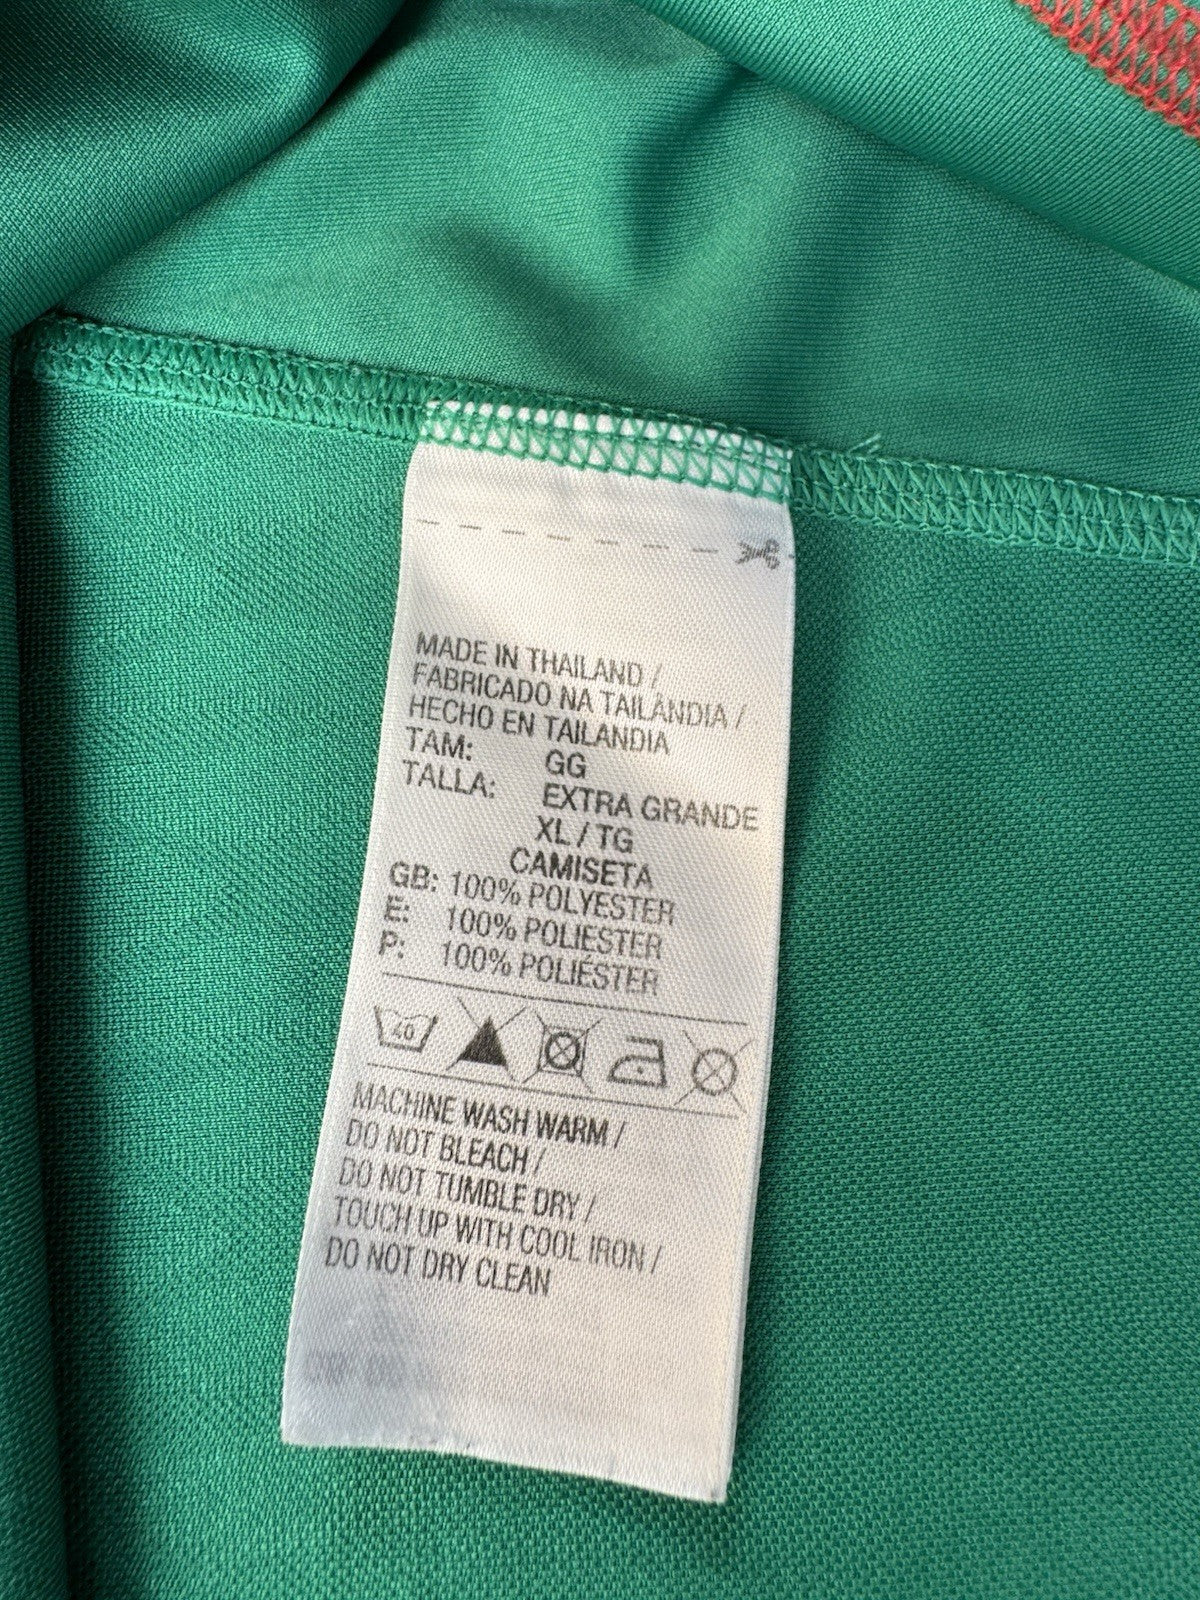 MADE IN THAILAND /
FABRICADO NA TAILÂNDIA /
HECHO EN TAILANDIA
TAM: GG
TALLA: EXTRA GRANDE
XL / TG
CAMISETA
GB: 100% POLYESTER
E: 100% POLIESTER
P: 100% POLIÉSTER
40
MACHINE WASH WARM /
DO NOT BLEACH /
DO NOT TUMBLE DRY /
TOUCH UP WITH COOL IRON /
DO NOT DRY CLEAN